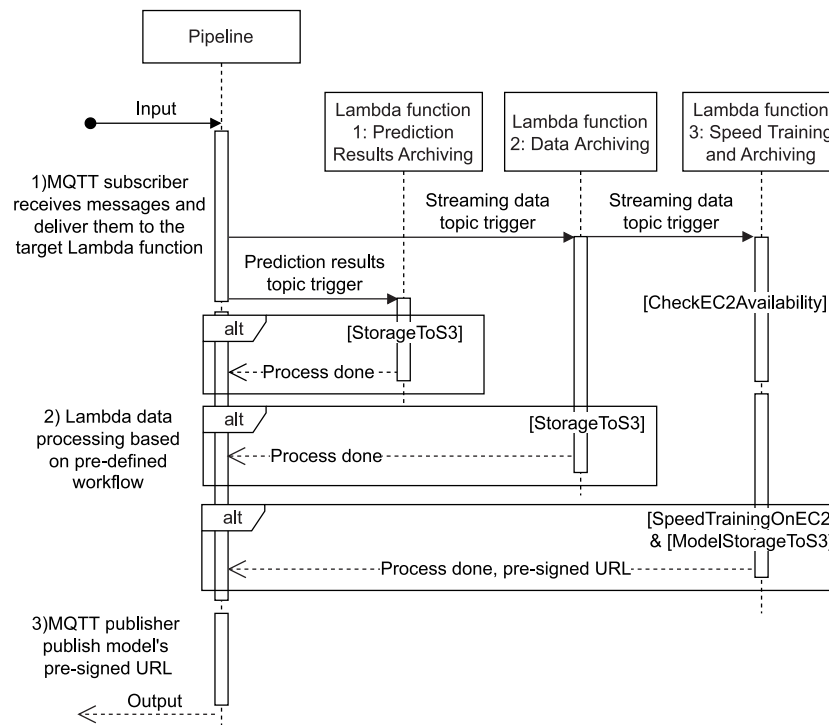 Pipeline
Input
Lambda function
1: Prediction
Results Archiving
Lambda function
2: Data Archiving
Lambda function
3: Speed Training
and Archiving
1)MQTT subscriber
receives messages and
deliver them to the
target Lambda function
Streaming data
topic trigger
Streaming data
topic trigger
Prediction results
topic trigger
[CheckEC2Availability]
alt
[StorageToS3]
Process done
2) Lambda data
processing based
on pre-defined
workflow
alt
[StorageToS3]
Process done
alt
[SpeedTrainingOnEC2
& [ModelStorageToS3]
Process done, pre-signed URL
3)MQTT publisher
publish model's
pre-signed URL
Output